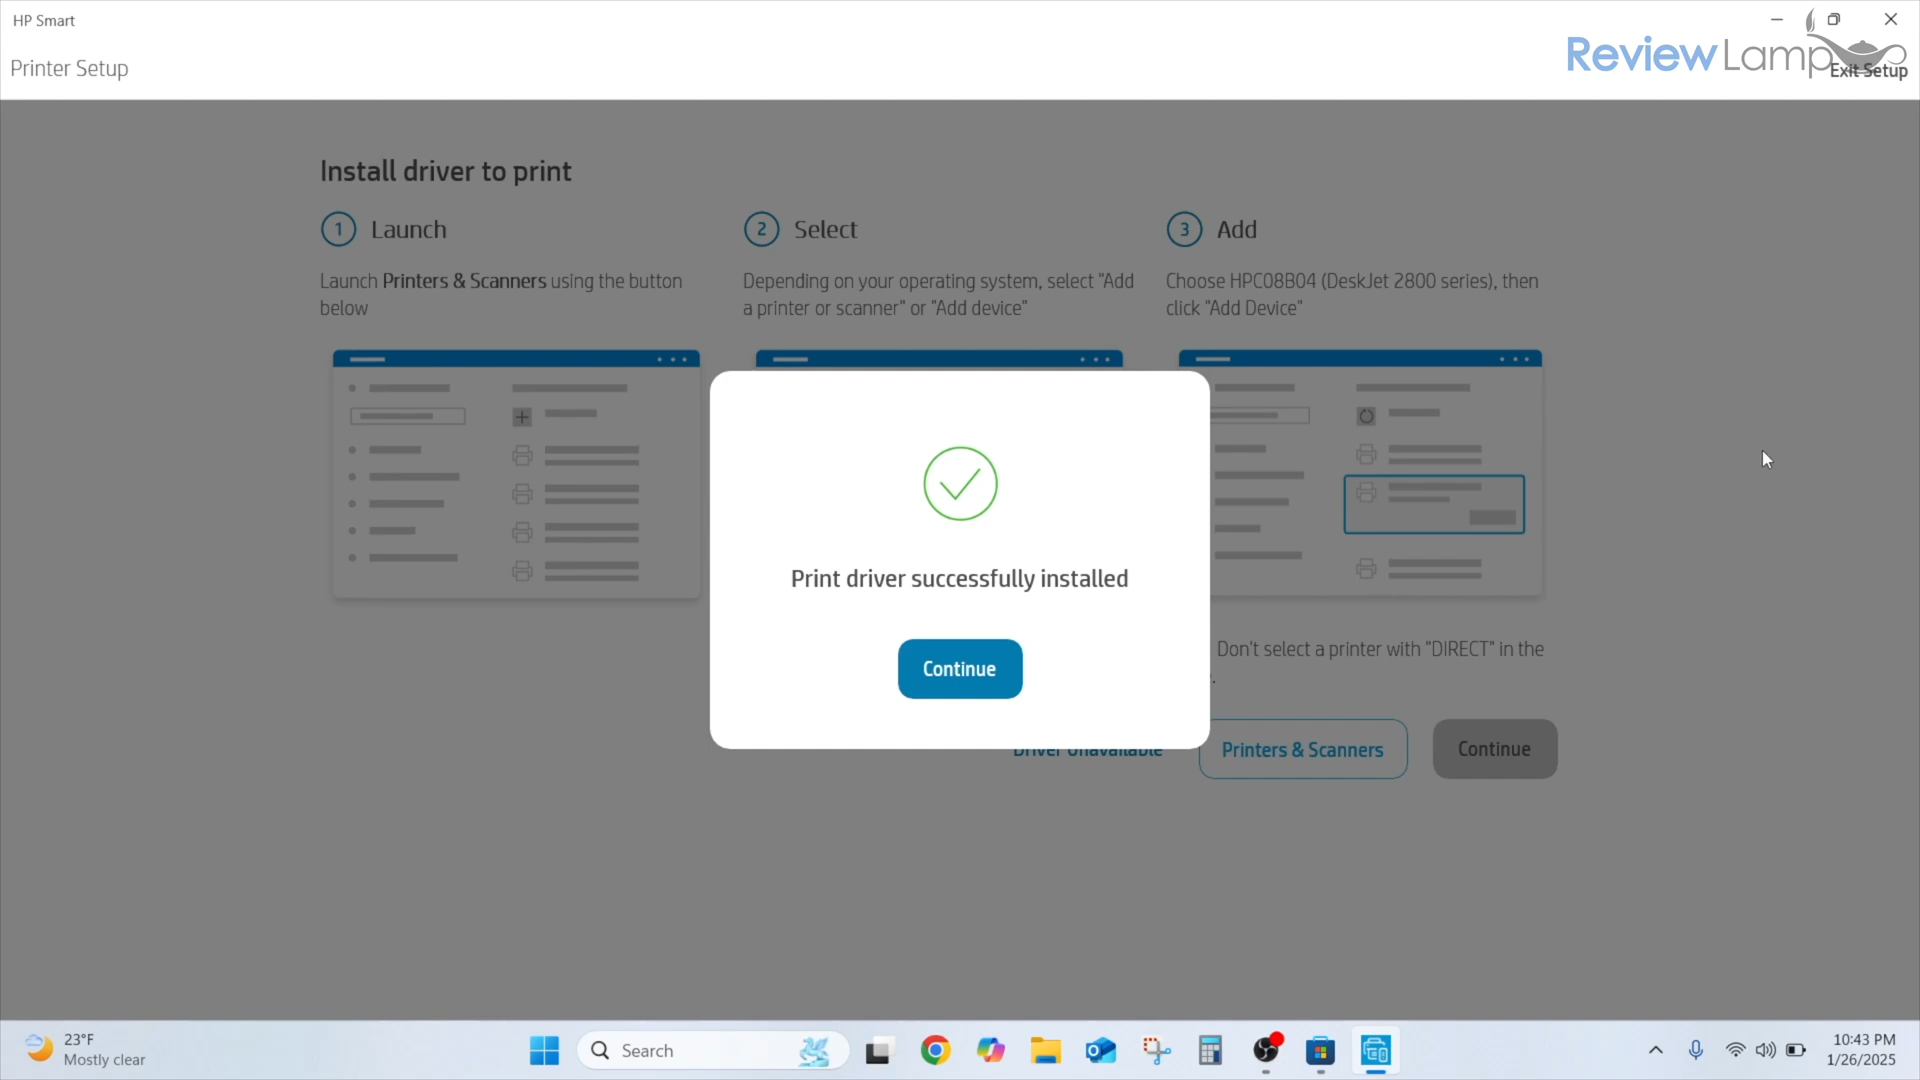 HP Smart
Printer Setup
ReviewLamp
Exit Setup
Install driver to print
1 Launch
Launch Printers & Scanners using the button
below
2 Select
Depending on your operating system, select "Add
a printer or scanner" or "Add device"
3 Add
Choose HPC08B04 (DeskJet 2800 series), then
click "Add Device"
Print driver successfully installed
Continue
Don't select a printer with "DIRECT" in the
Driver Unavailable
Printers & Scanners
Continue
23°F
Mostly clear
Search
10:43 PM
1/26/2025